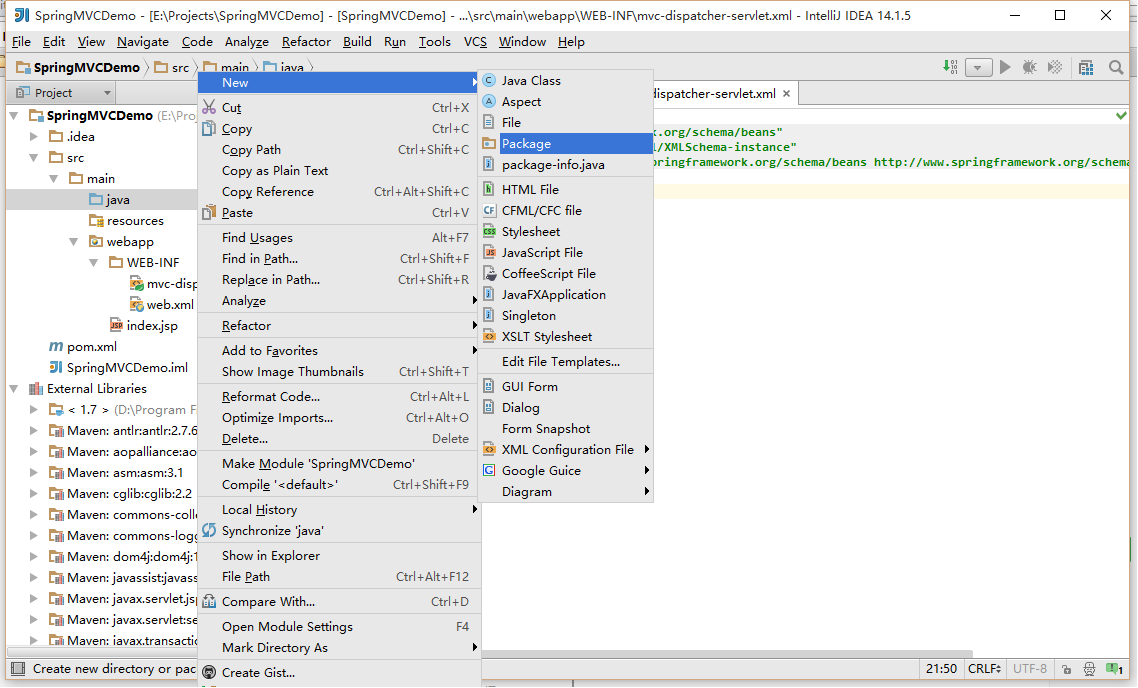 SpringMVCDemo - [E:\Projects\SpringMVCDemo] - [SpringMVCDemo] - ...\src\main\webapp\WEB-INF\mvc-dispatcher-servlet.xml - IntelliJ IDEA 14.1.5
File Edit View Navigate Code Analyze Refactor Build Run Tools VCS Window Help
SpringMVCDemo src main java
Project
dispatcher-servlet.xml
SpringMVCDemo (E:\Pro
.idea
src
main
java
resources
webapp
WEB-INF
mvc-disp
web.xml
index.jsp
pom.xml
SpringMVCDemo.iml
External Libraries
< 1.7 > (D:\Program F
Maven: antlr:antlr:2.7.6
Maven: aopalliance:ao
Maven: asm:asm:3.1
Maven: cglib:cglib:2.2
Maven: commons-colle
Maven: commons-logg
Maven: dom4j:dom4j:1
Maven: javassist:javass
Maven: javax.servlet.jsp
Maven: javax.servlet:se
Maven: javax.transactio
New
Cut Ctrl+X
Copy Ctrl+C
Copy Path Ctrl+Shift+C
Copy as Plain Text
Copy Reference Ctrl+Alt+Shift+C
Paste Ctrl+V
Find Usages Alt+F7
Find in Path... Ctrl+Shift+F
Replace in Path... Ctrl+Shift+R
Analyze
Refactor
Add to Favorites
Show Image Thumbnails Ctrl+Shift+T
Reformat Code... Ctrl+Alt+L
Optimize Imports... Ctrl+Alt+O
Delete... Delete
Make Module 'SpringMVCDemo'
Compile '<default>' Ctrl+Shift+F9
Local History
Synchronize 'java'
Show in Explorer
File Path Ctrl+Alt+F12
Compare With... Ctrl+D
Open Module Settings F4
Mark Directory As
Create Gist...
Java Class
Aspect
File
Package
package-info.java
HTML File
CFML/CFC file
Stylesheet
JavaScript File
CoffeeScript File
JavaFXApplication
Singleton
XSLT Stylesheet
Edit File Templates...
GUI Form
Dialog
Form Snapshot
XML Configuration File
Google Guice
Diagram
k.org/schema/beans"
1/XMLSchema-instance"
springframework.org/schema/beans http://www.springframework.org/schema
Create new directory or pac
21:50 CRLF UTF-8 1